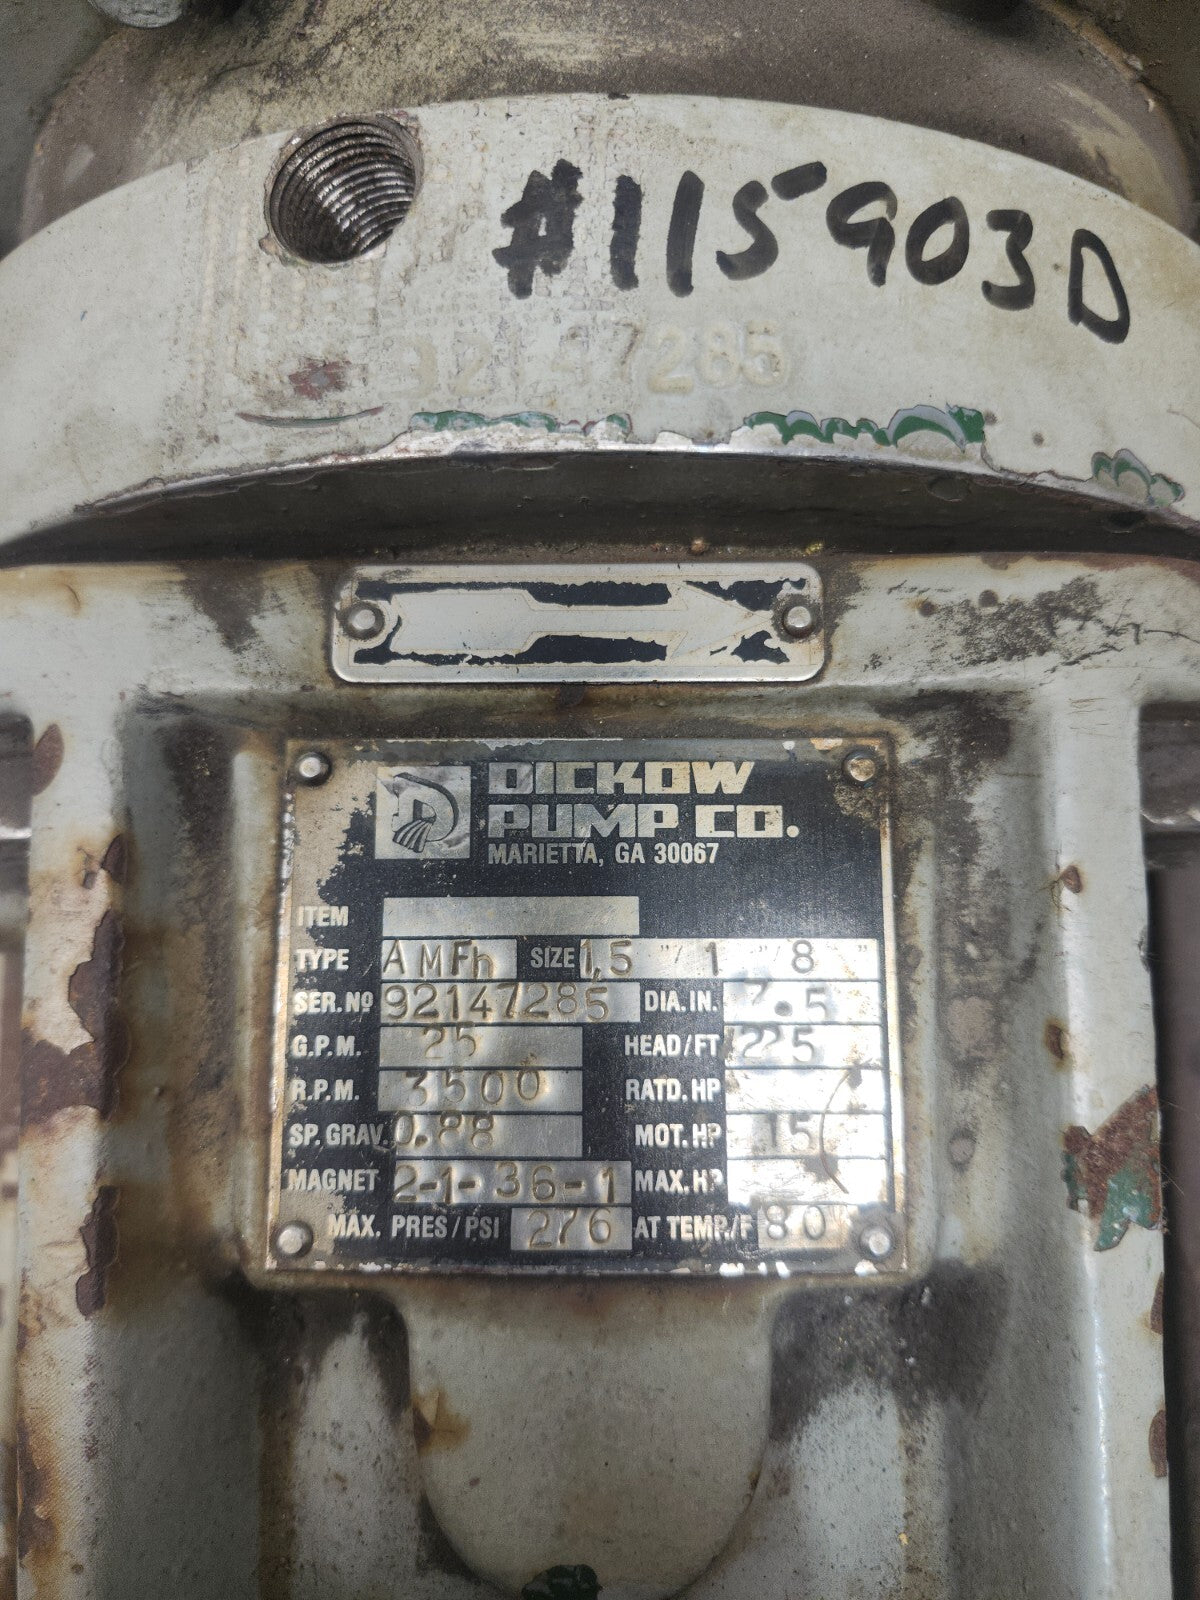 #115903D
92147285
DICKOW
PUMP CO.
MARIETTA, GA 30067
ITEM
TYPE AMFh SIZE 1,5 "/ 1 "/ 8 "
SER. NO 92147285 DIA. IN. 7.5
G.P.M. 25 HEAD/FT 225
R.P.M. 3500 RATD. HP
SP. GRAV. 0.88 MOT. HP 15
MAGNET 2-1-36-1 MAX. HP
MAX. PRES/PSI 276 AT TEMP./F 80